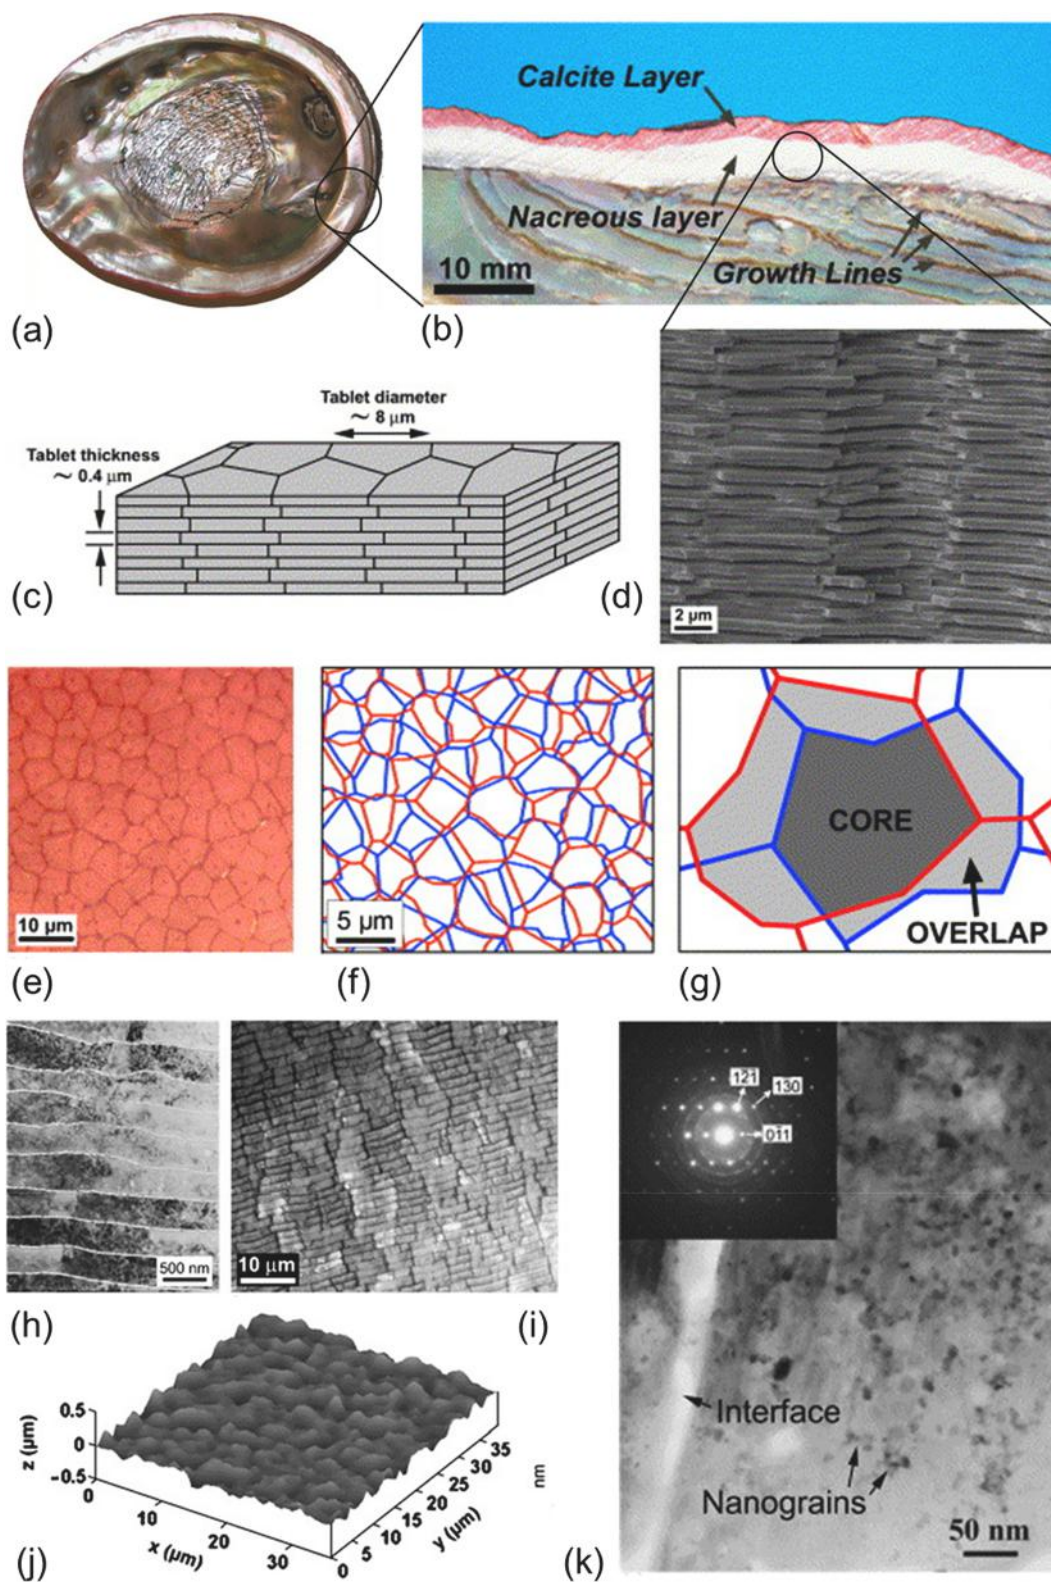 Calcite Layer
Nacreous layer
Growth Lines
10 mm
(a)
(b)
Tablet diameter
~ 8 μm
Tablet thickness
~ 0.4 μm
(c)
(d)
2 μm
10 μm
5 μm
CORE
OVERLAP
(e)
(f)
(g)
500 nm
10 μm
121
130
011
(h)
(i)
0.5
0
-0.5
z (μm)
0
10
20
30
x (μm)
0
5
10
15
20
25
30
35
y (μm)
nm
Interface
Nanograins
50 nm
(j)
(k)